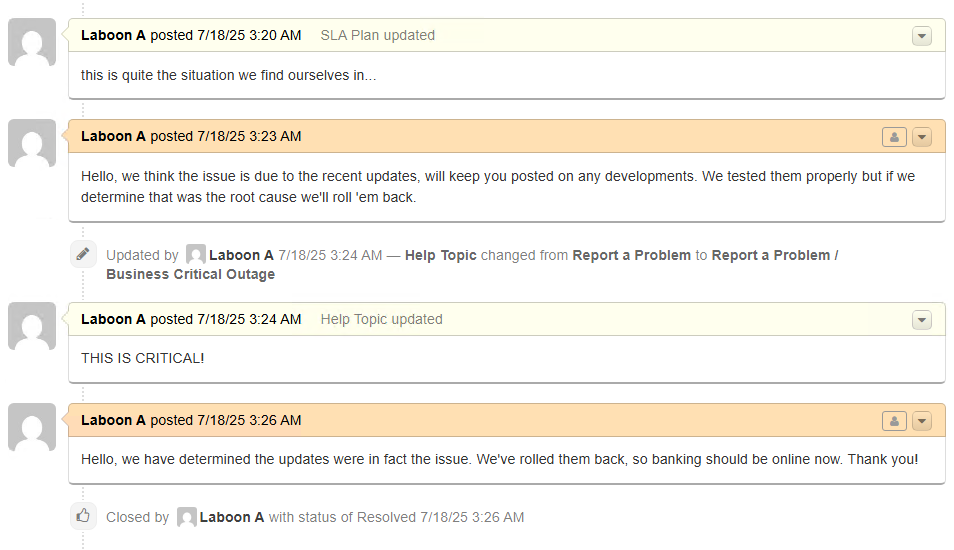 Laboon A posted 7/18/25 3:20 AM SLA Plan updated
this is quite the situation we find ourselves in...
Laboon A posted 7/18/25 3:23 AM
Hello, we think the issue is due to the recent updates, will keep you posted on any developments. We tested them properly but if we
determine that was the root cause we'll roll 'em back.
Updated by Laboon A 7/18/25 3:24 AM — Help Topic changed from Report a Problem to Report a Problem /
Business Critical Outage
Laboon A posted 7/18/25 3:24 AM Help Topic updated
THIS IS CRITICAL!
Laboon A posted 7/18/25 3:26 AM
Hello, we have determined the updates were in fact the issue. We've rolled them back, so banking should be online now. Thank you!
Closed by Laboon A with status of Resolved 7/18/25 3:26 AM